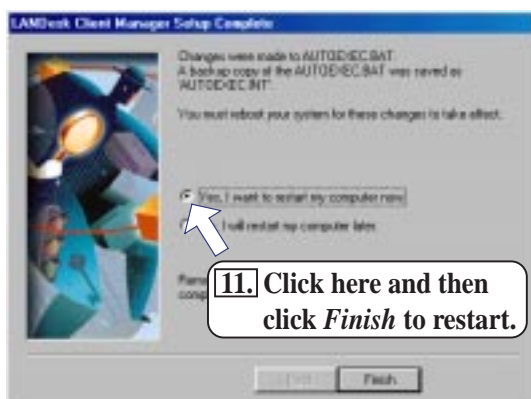 LANDesk Client Manager Setup Complete
Changes were made to AUTOEXEC.BAT.
A backup copy of the AUTOEXEC.BAT was saved as
'AUTOEXEC.INT'.
You must reboot your system for these changes to take effect.
Yes, I want to restart my computer now.
I will restart my computer later.
11. Click here and then
click Finish to restart.
Finish